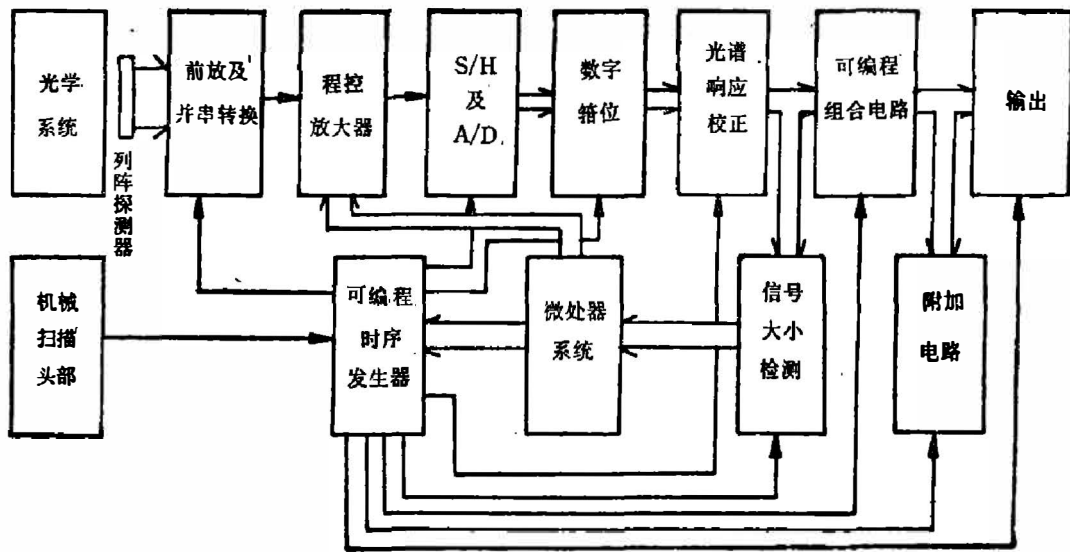 光学
系统
列阵探测器
前放及
并串转换
程控
放大器
S/H
及
A/D
数字
箝位
光谱
响应
校正
可编程
组合电路
输出
机械
扫描
头部
可编程
时序
发生器
微处器
系统
信号
大小
检测
附加
电路